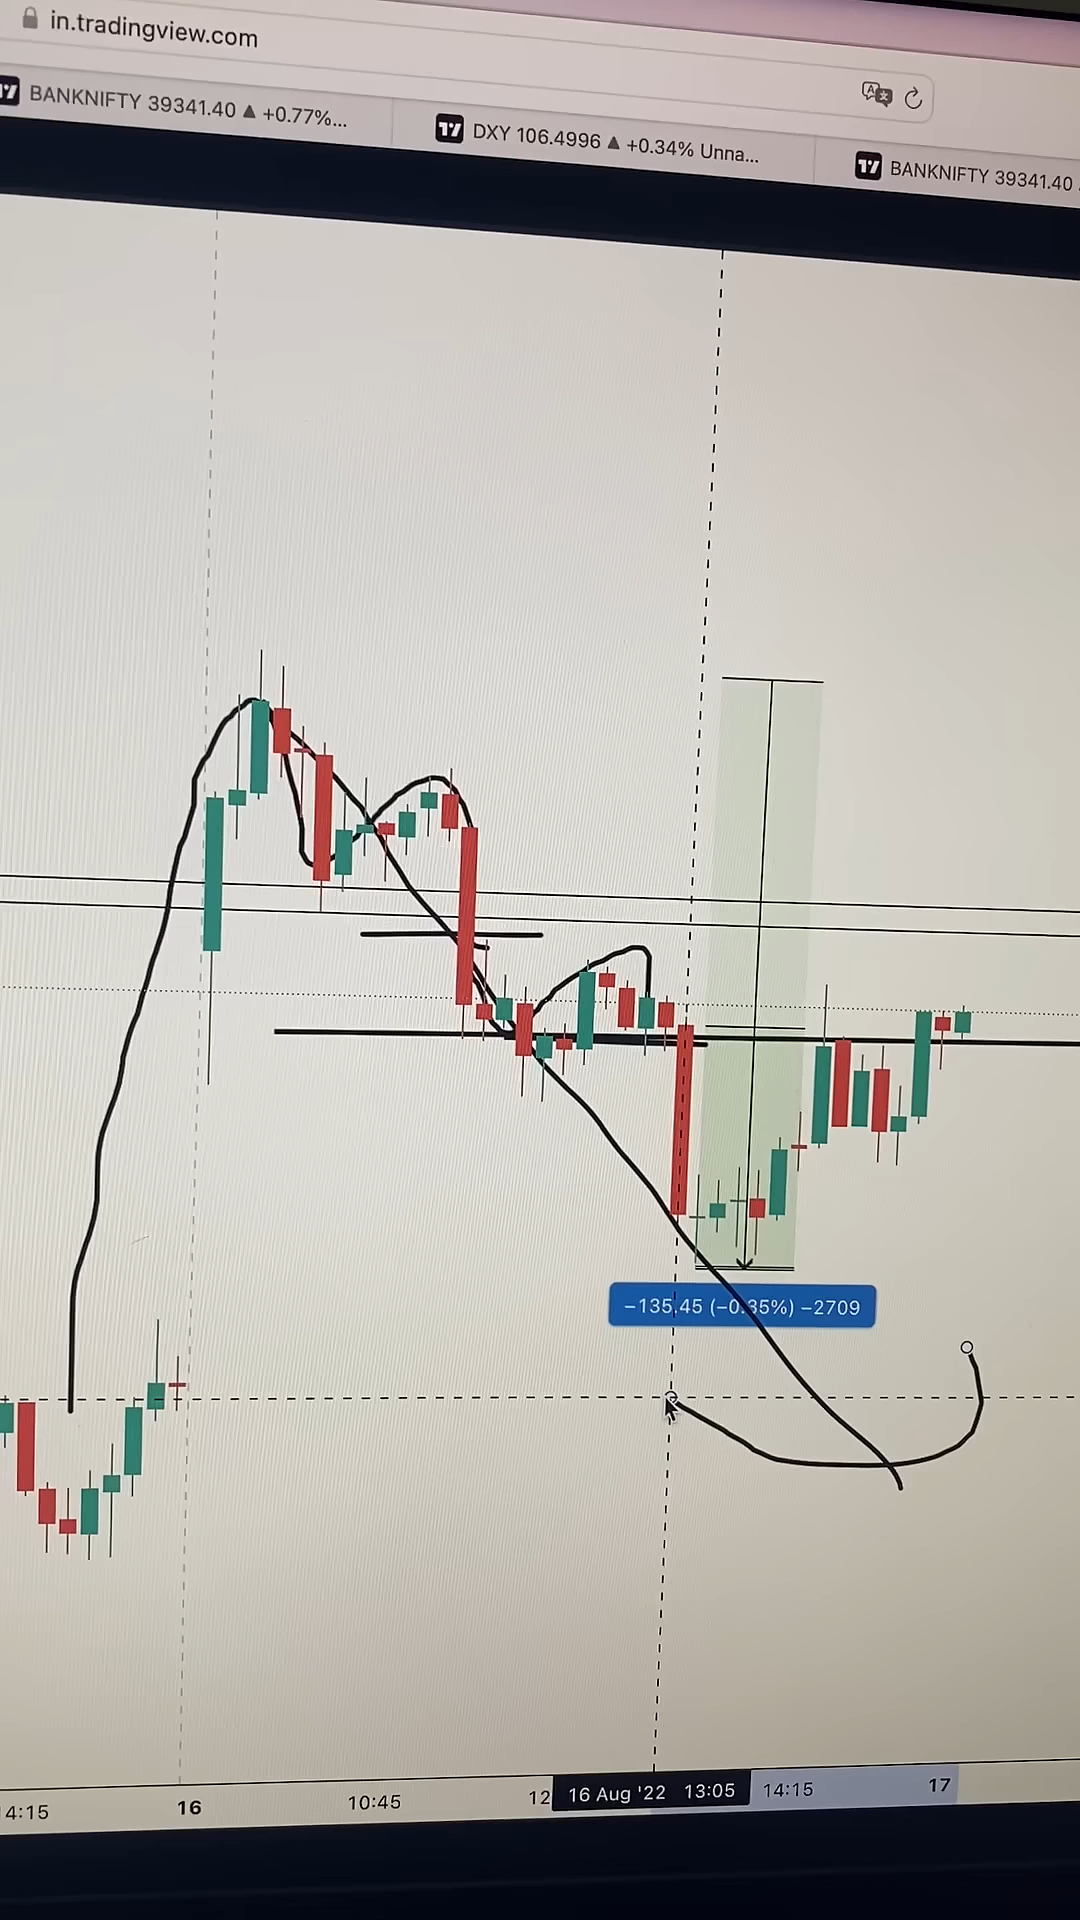 in.tradingview.com
BANKNIFTY 39341.40 ▲ +0.77%...
DXY 106.4996 ▲ +0.34% Unna...
BANKNIFTY 39341.40
−135.45 (−0.35%) −2709
4:15
16
10:45
12
16 Aug '22 13:05
14:15
17